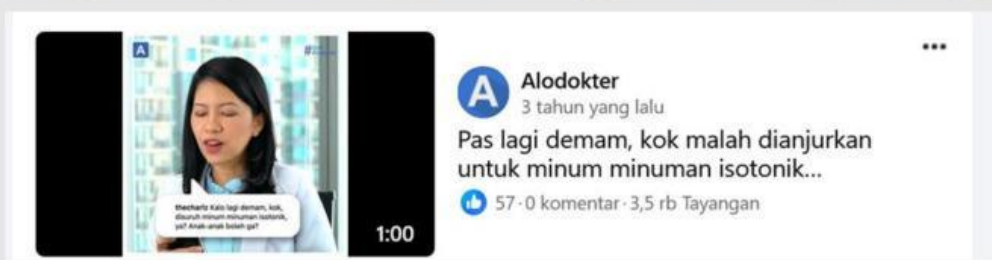 A
#
thecharlz Kalo lagi demam, kok,
disuruh minum minuman isotonik,
ya? Anak-anak boleh ga?
1:00
A
Alodokter
3 tahun yang lalu
Pas lagi demam, kok malah dianjurkan
untuk minum minuman isotonik...
57·0 komentar·3,5 rb Tayangan